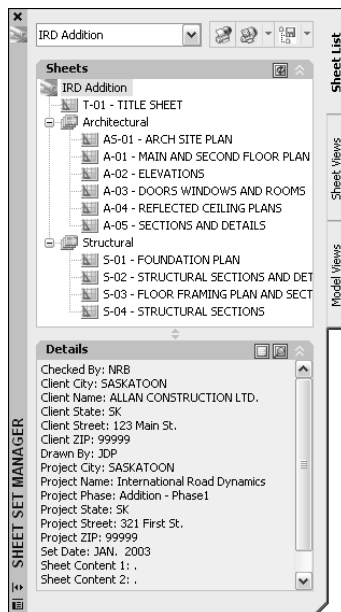 IRD Addition
Sheets
IRD Addition
T-01 - TITLE SHEET
Architectural
AS-01 - ARCH SITE PLAN
A-01 - MAIN AND SECOND FLOOR PLAN
A-02 - ELEVATIONS
A-03 - DOORS WINDOWS AND ROOMS
A-04 - REFLECTED CEILING PLANS
A-05 - SECTIONS AND DETAILS
Structural
S-01 - FOUNDATION PLAN
S-02 - STRUCTURAL SECTIONS AND DET
S-03 - FLOOR FRAMING PLAN AND SECT
S-04 - STRUCTURAL SECTIONS
Details
Checked By: NRB
Client City: SASKATOON
Client Name: ALLAN CONSTRUCTION LTD.
Client State: SK
Client Street: 123 Main St.
Client ZIP: 99999
Drawn By: JDP
Project City: SASKATOON
Project Name: International Road Dynamics
Project Phase: Addition - Phase1
Project State: SK
Project Street: 321 First St.
Project ZIP: 99999
Set Date: JAN. 2003
Sheet Content 1: .
Sheet Content 2: .
Sheet List
Sheet Views
Model Views
SHEET SET MANAGER